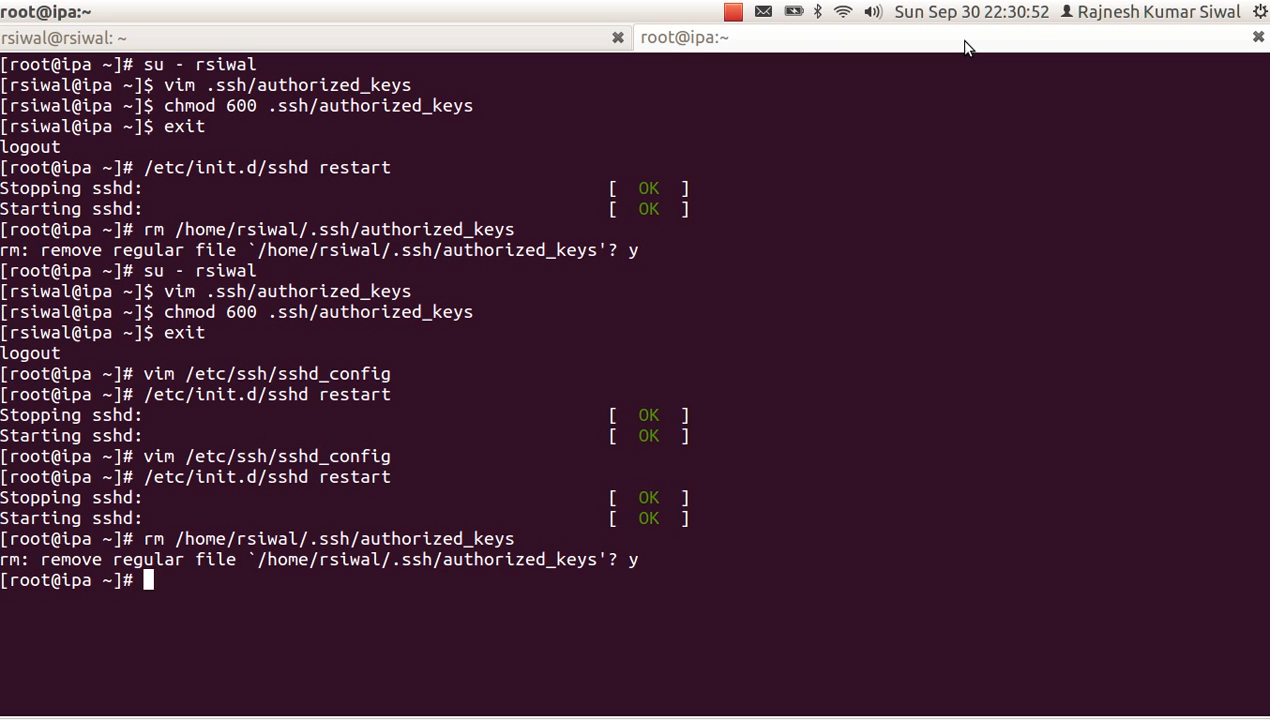 root@ipa:~ Sun Sep 30 22:30:52 Rajnesh Kumar Siwal
rsiwal@rsiwal: ~ root@ipa:~
[root@ipa ~]# su - rsiwal
[rsiwal@ipa ~]$ vim .ssh/authorized_keys
[rsiwal@ipa ~]$ chmod 600 .ssh/authorized_keys
[rsiwal@ipa ~]$ exit
logout
[root@ipa ~]# /etc/init.d/sshd restart
Stopping sshd: [ OK ]
Starting sshd: [ OK ]
[root@ipa ~]# rm /home/rsiwal/.ssh/authorized_keys
rm: remove regular file `/home/rsiwal/.ssh/authorized_keys'? y
[root@ipa ~]# su - rsiwal
[rsiwal@ipa ~]$ vim .ssh/authorized_keys
[rsiwal@ipa ~]$ chmod 600 .ssh/authorized_keys
[rsiwal@ipa ~]$ exit
logout
[root@ipa ~]# vim /etc/ssh/sshd_config
[root@ipa ~]# /etc/init.d/sshd restart
Stopping sshd: [ OK ]
Starting sshd: [ OK ]
[root@ipa ~]# vim /etc/ssh/sshd_config
[root@ipa ~]# /etc/init.d/sshd restart
Stopping sshd: [ OK ]
Starting sshd: [ OK ]
[root@ipa ~]# rm /home/rsiwal/.ssh/authorized_keys
rm: remove regular file `/home/rsiwal/.ssh/authorized_keys'? y
[root@ipa ~]#